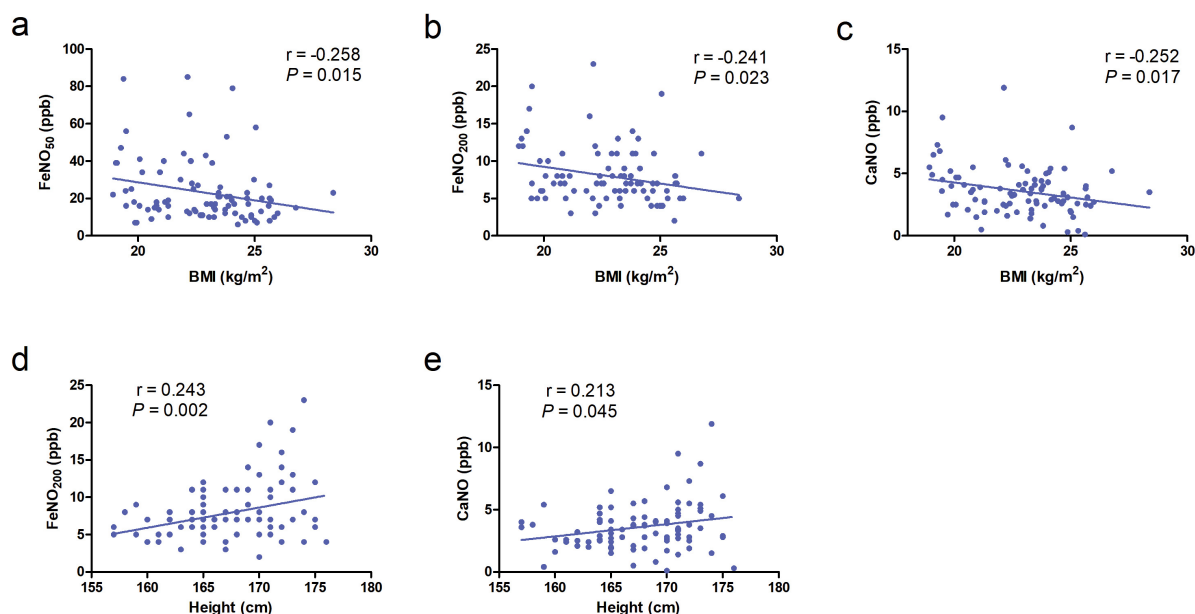 a
r = -0.258
P = 0.015
100
80
60
40
20
0
FeNO50 (ppb)
20
25
30
BMI (kg/m2)
b
r = -0.241
P = 0.023
25
20
15
10
5
0
FeNO200 (ppb)
20
25
30
BMI (kg/m2)
c
r = -0.252
P = 0.017
15
10
5
0
CaNO (ppb)
20
25
30
BMI (kg/m2)
d
r = 0.243
P = 0.002
25
20
15
10
5
0
FeNO200 (ppb)
155
160
165
170
175
180
Height (cm)
e
r = 0.213
P = 0.045
15
10
5
0
CaNO (ppb)
155
160
165
170
175
180
Height (cm)